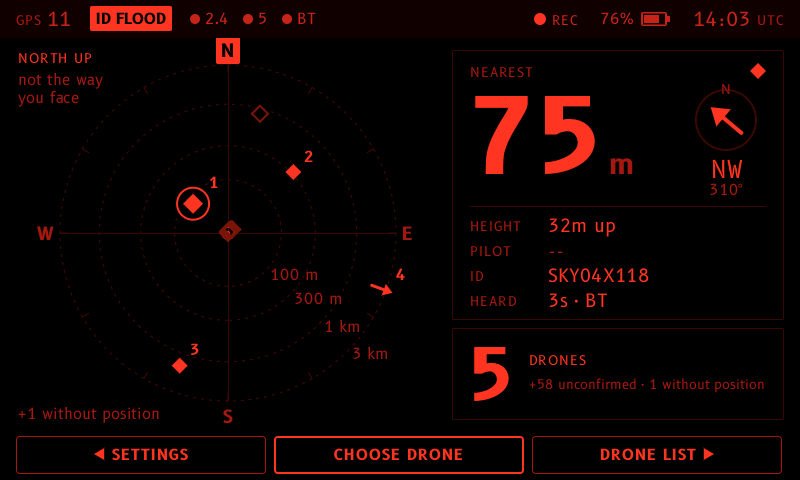 GPS 11 ID FLOOD 2.4 5 BT REC 76% 14:03 UTC
NORTH UP
not the way
you face
N
W
E
S
1
2
3
4
100 m
300 m
1 km
3 km
+1 without position
NEAREST
75 m
N
NW
310°
HEIGHT 32m up
PILOT --
ID SKY04X118
HEARD 3s · BT
5 DRONES
+58 unconfirmed · 1 without position
◀ SETTINGS
CHOOSE DRONE
DRONE LIST ▶